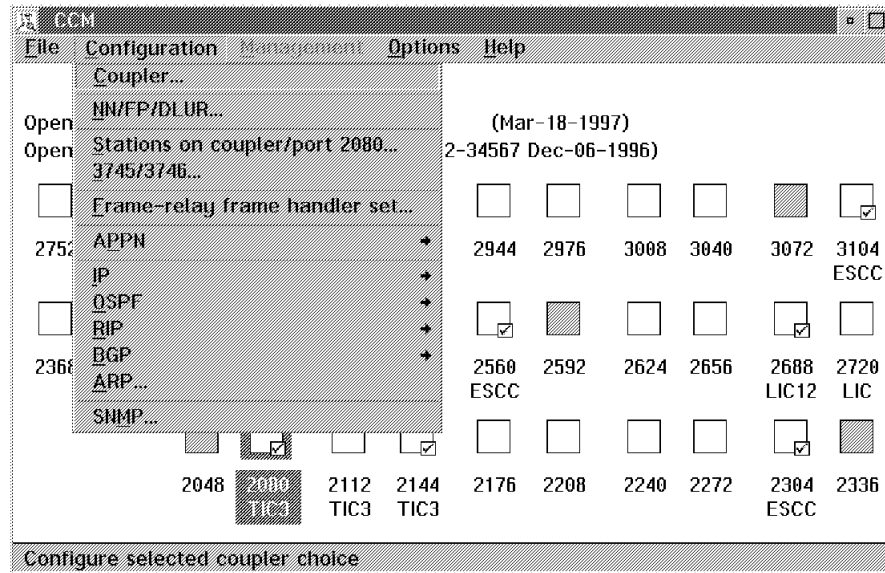 CCM
File Configuration Management Options Help
Coupler...
NN/FP/DLUR...
Open (Mar-18-1997)
Stations on coupler/port 2080...
Open 2-34567 Dec-06-1996)
3745/3746...
Frame-relay frame handler set...
APPN
2752 2944 2976 3008 3040 3072 3104
ESCC
IP
OSPF
RIP
BGP
2368 2560 2592 2624 2656 2688 2720
ARP...
ESCC LIC12 LIC
SNMP...
2048 2080 2112 2144 2176 2208 2240 2272 2304 2336
TIC3 TIC3 TIC3 ESCC
Configure selected coupler choice